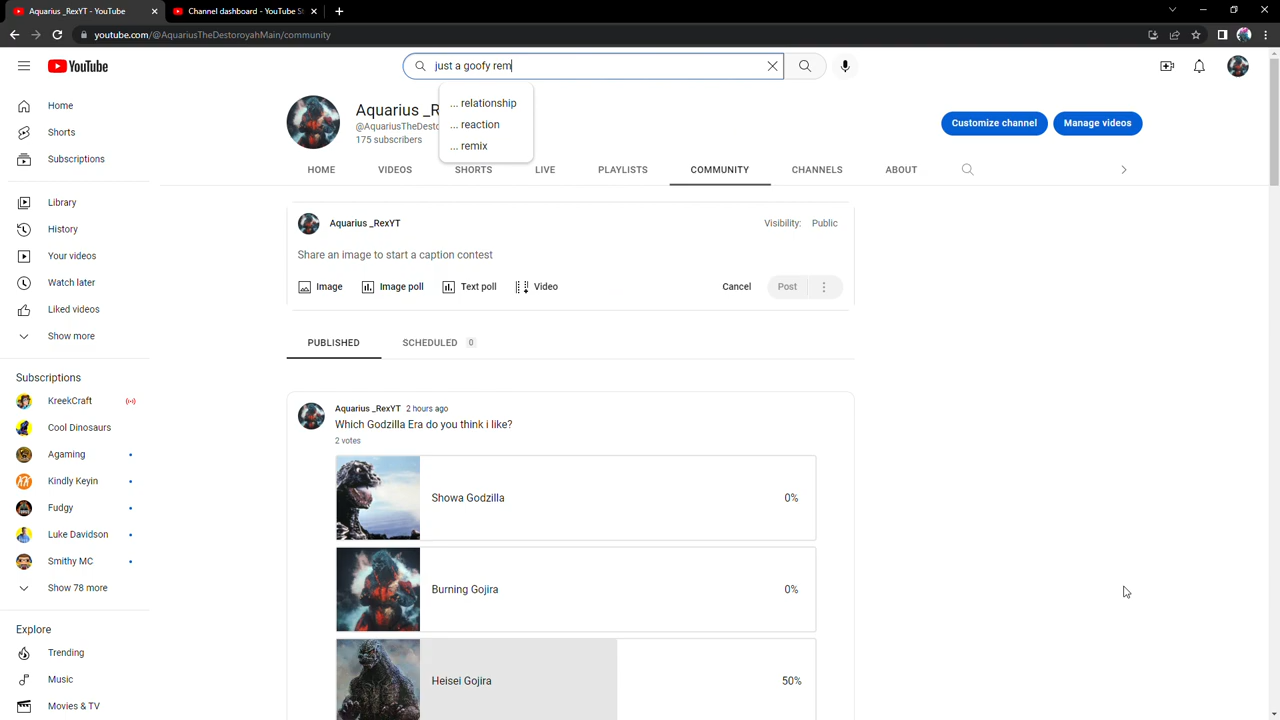 Aquarius_RexYT - YouTube
Channel dashboard - YouTube St
youtube.com/@AquariusTheDestoroyahMain/community
YouTube
just a goofy rem
... relationship
... reaction
... remix
Home
Shorts
Subscriptions
Library
History
Your videos
Watch later
Liked videos
Show more
Subscriptions
KreekCraft
Cool Dinosaurs
Agaming
Kindly Keyin
Fudgy
Luke Davidson
Smithy MC
Show 78 more
Explore
Trending
Music
Movies & TV
Aquarius _R
@AquariusTheDesto
175 subscribers
Customize channel
Manage videos
HOME VIDEOS SHORTS LIVE PLAYLISTS COMMUNITY CHANNELS ABOUT
Aquarius _RexYT
Visibility: Public
Share an image to start a caption contest
Image Image poll Text poll Video Cancel Post
PUBLISHED SCHEDULED 0
Aquarius _RexYT 2 hours ago
Which Godzilla Era do you think i like?
2 votes
Showa Godzilla 0%
Burning Gojira 0%
Heisei Gojira 50%